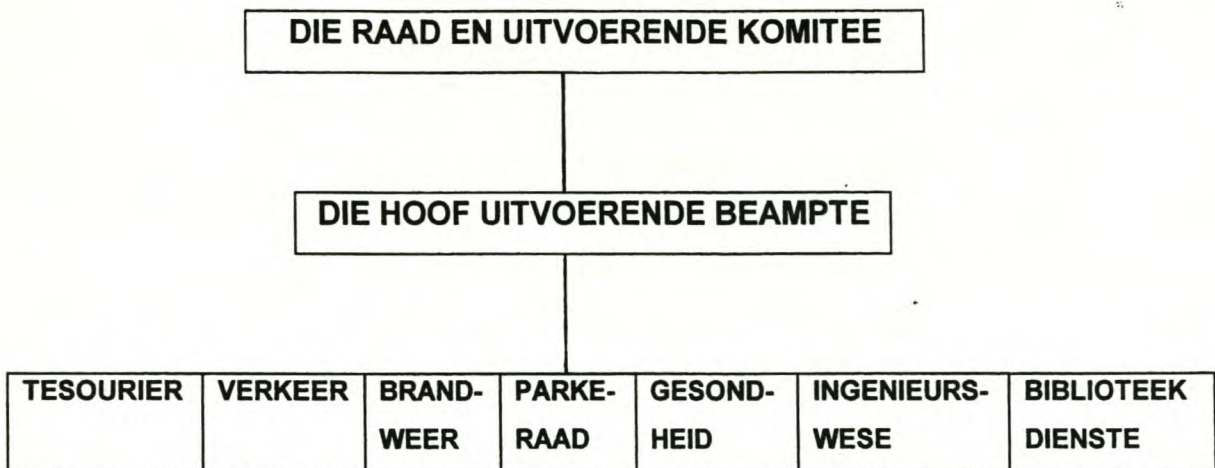 DIE RAAD EN UITVOERENDE KOMITEE
DIE HOOF UITVOERENDE BEAMPTE
TESOURIER VERKEER BRAND- PARKE- GESOND- INGENIEURS- BIBLIOTEEK
WEER RAAD HEID WESE DIENSTE